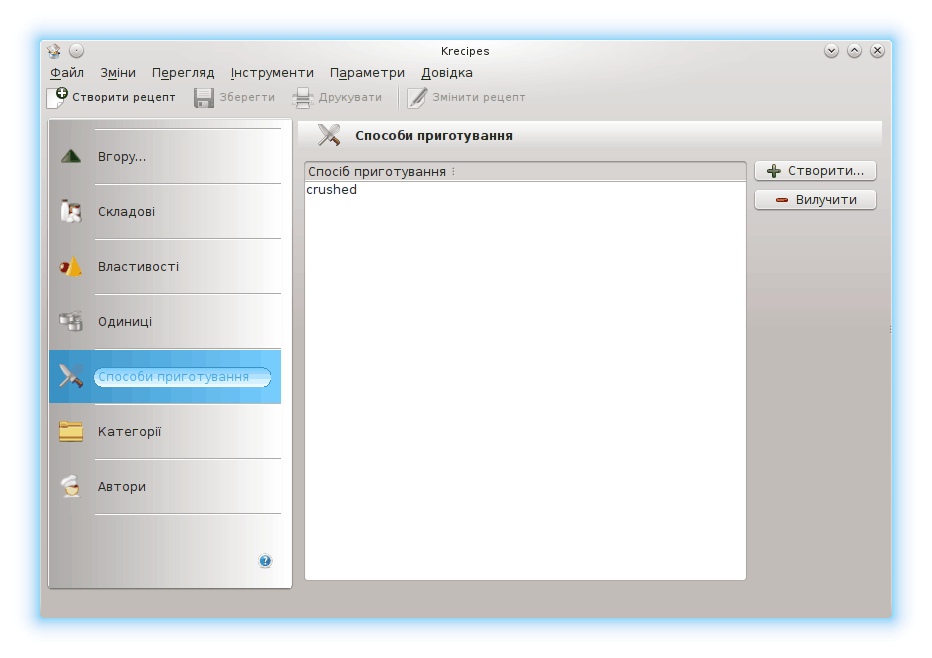 Krecipes
Файл Зміни Перегляд Інструменти Параметри Довідка
Створити рецепт Зберегти Друкувати Змінити рецепт
Вгору...
Складові
Властивості
Одиниці
Способи приготування
Категорії
Автори
?
Способи приготування
Спосіб приготування
crushed
Створити...
Вилучити